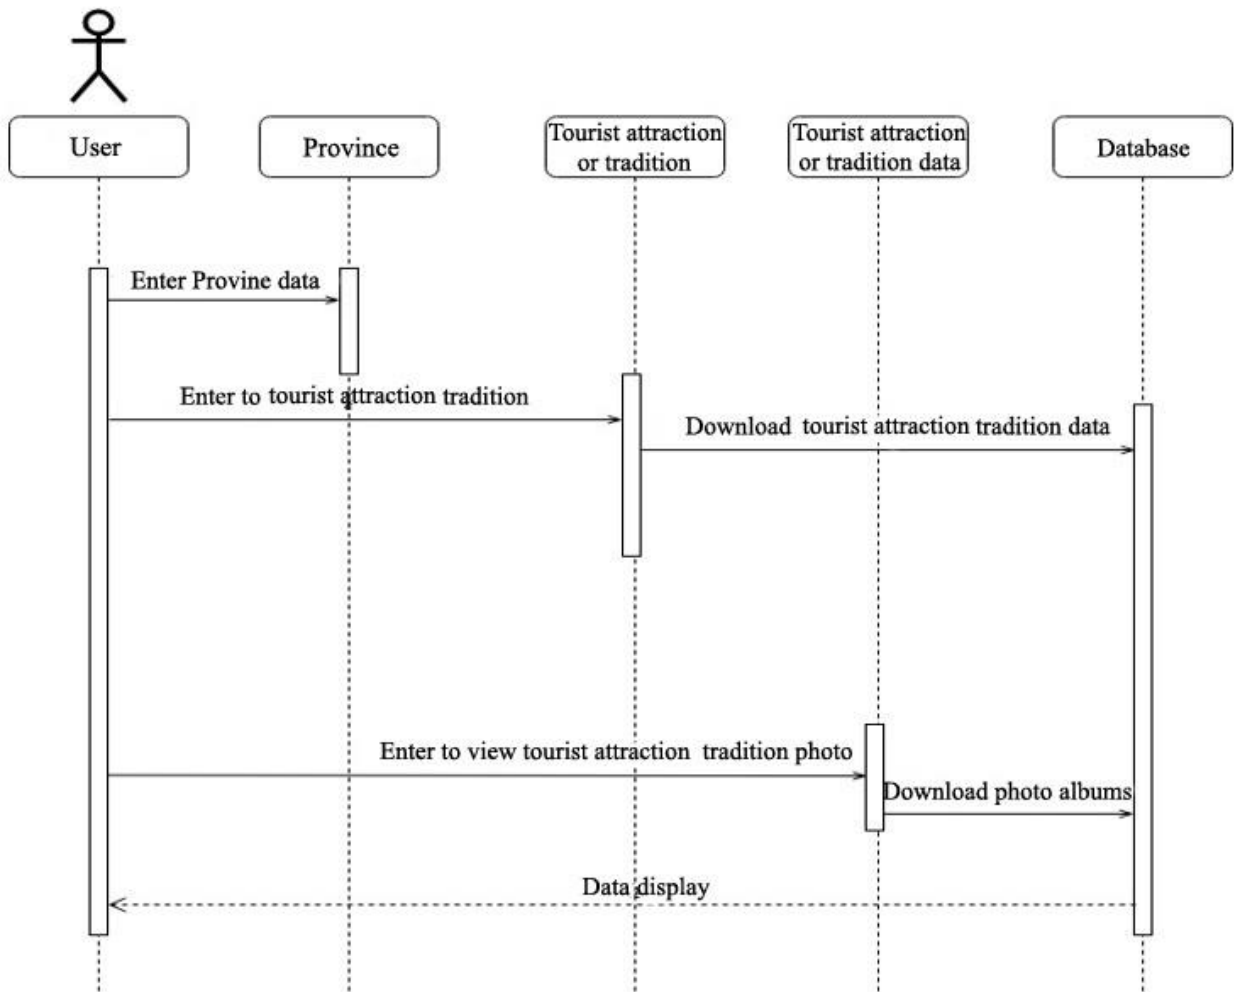 User
Province
Tourist attraction
or tradition
Tourist attraction
or tradition data
Database
Enter Provine data
Enter to tourist attraction tradition
Download tourist attraction tradition data
Enter to view tourist attraction tradition photo
Download photo albums
Data display